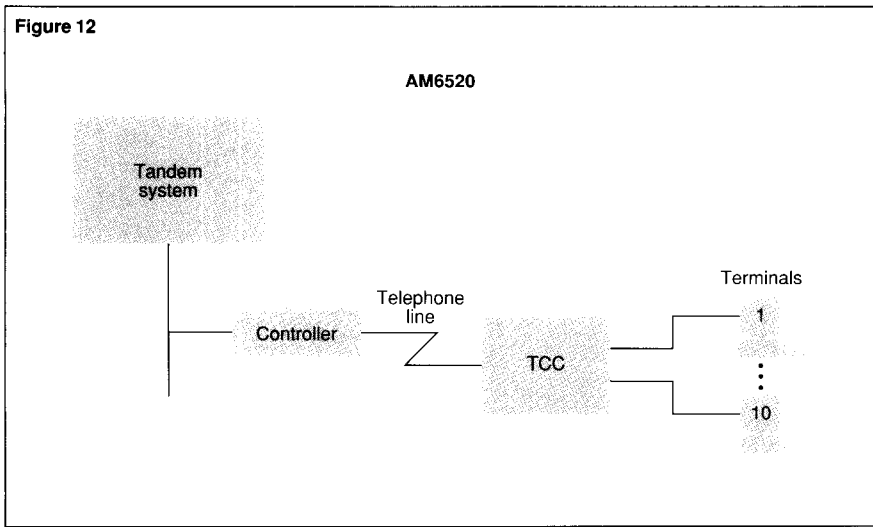 Figure 12
AM6520
Tandem
system
Controller
Telephone
line
TCC
Terminals
1
10